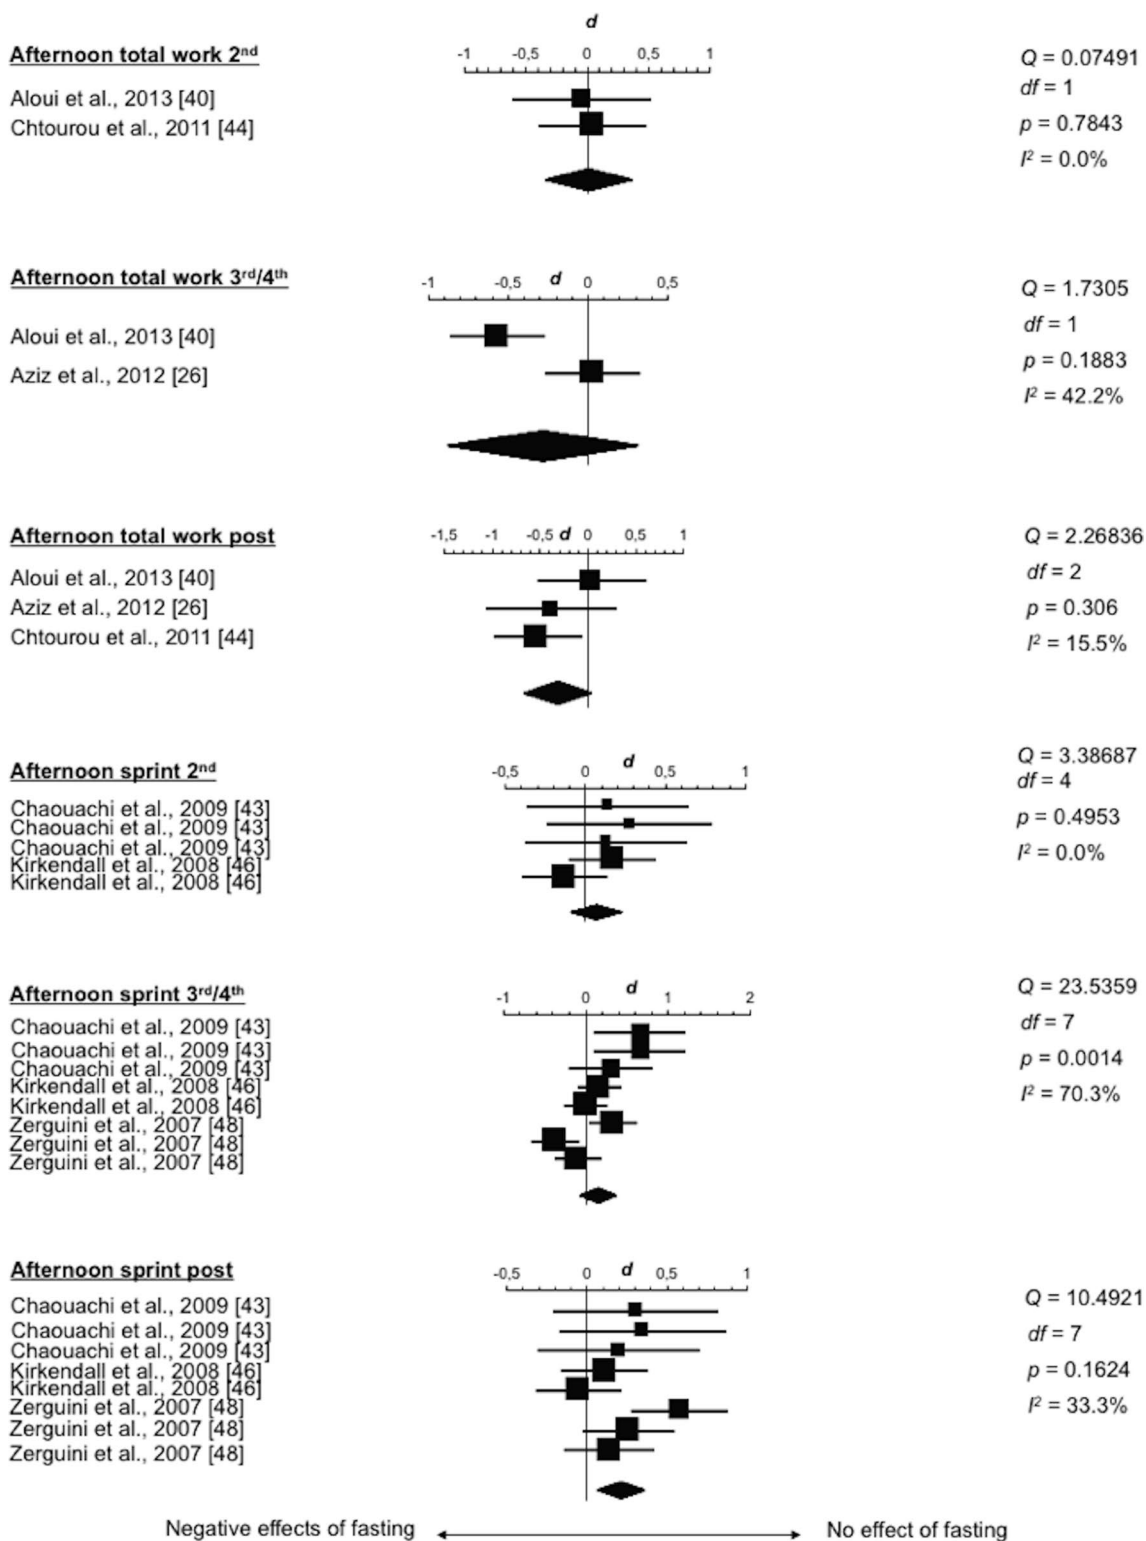 d
Afternoon total work 2nd
-1 -0,5 0 0,5 1
Q = 0.07491
df = 1
Aloui et al., 2013 [40]
Chtourou et al., 2011 [44]
p = 0.7843
I² = 0.0%
Afternoon total work 3rd/4th
-1 -0,5 d 0 0,5
Q = 1.7305
df = 1
Aloui et al., 2013 [40]
p = 0.1883
Aziz et al., 2012 [26]
I² = 42.2%
Afternoon total work post
-1,5 -1 -0,5 d 0 0,5 1
Q = 2.26836
Aloui et al., 2013 [40]
df = 2
Aziz et al., 2012 [26]
p = 0.306
Chtourou et al., 2011 [44]
I² = 15.5%
Afternoon sprint 2nd
-0,5 0 d 0,5 1
Q = 3.38687
df = 4
Chaouachi et al., 2009 [43]
Chaouachi et al., 2009 [43]
p = 0.4953
Chaouachi et al., 2009 [43]
I² = 0.0%
Kirkendall et al., 2008 [46]
Kirkendall et al., 2008 [46]
Afternoon sprint 3rd/4th
-1 0 d 1 2
Q = 23.5359
Chaouachi et al., 2009 [43]
df = 7
Chaouachi et al., 2009 [43]
Chaouachi et al., 2009 [43]
p = 0.0014
Kirkendall et al., 2008 [46]
I² = 70.3%
Kirkendall et al., 2008 [46]
Zerguini et al., 2007 [48]
Zerguini et al., 2007 [48]
Zerguini et al., 2007 [48]
Afternoon sprint post
-0,5 0 d 0,5 1
Q = 10.4921
Chaouachi et al., 2009 [43]
Chaouachi et al., 2009 [43]
df = 7
Chaouachi et al., 2009 [43]
Kirkendall et al., 2008 [46]
p = 0.1624
Kirkendall et al., 2008 [46]
Zerguini et al., 2007 [48]
I² = 33.3%
Zerguini et al., 2007 [48]
Zerguini et al., 2007 [48]
Negative effects of fasting
No effect of fasting